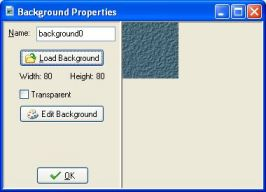 Background Properties
Name: background0
Load Background
Width: 80 Height: 80
Transparent
Edit Background
OK